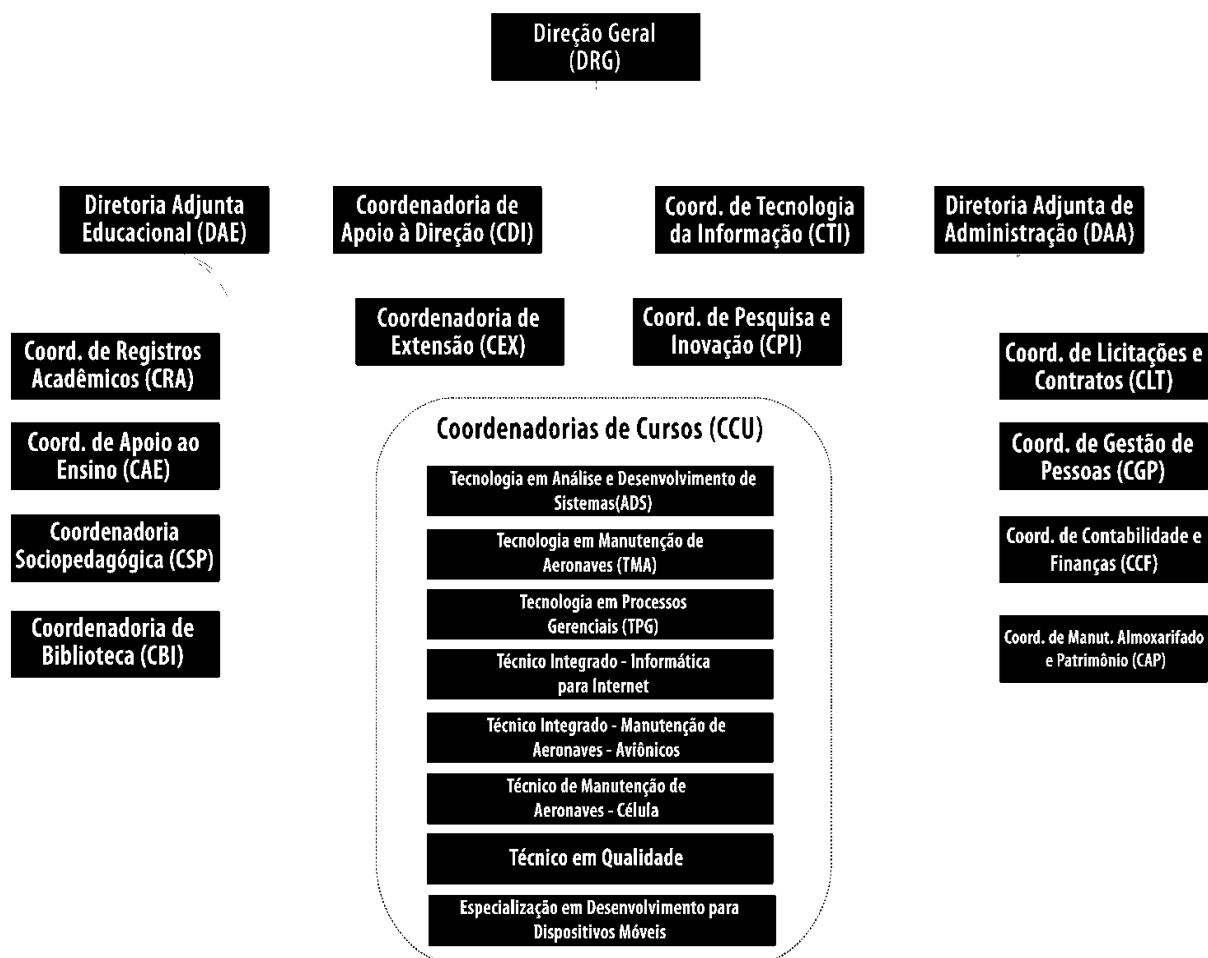 Direção Geral
(DRG)
Diretoria Adjunta
Educacional (DAE)
Coordenadoria de
Apoio à Direção (CDI)
Coord. de Tecnologia
da Informação (CTI)
Diretoria Adjunta de
Administração (DAA)
Coordenadoria de
Extensão (CEX)
Coord. de Pesquisa e
Inovação (CPI)
Coord. de Registros
Acadêmicos (CRA)
Coord. de Apoio ao
Ensino (CAE)
Coordenadoria
Sociopedagógica (CSP)
Coordenadoria de
Biblioteca (CBI)
Coordenadorias de Cursos (CCU)
Tecnologia em Análise e Desenvolvimento de
Sistemas(ADS)
Tecnologia em Manutenção de
Aeronaves (TMA)
Tecnologia em Processos
Gerenciais (TPG)
Técnico Integrado - Informática
para Internet
Técnico Integrado - Manutenção de
Aeronaves - Aviônicos
Técnico de Manutenção de
Aeronaves - Célula
Técnico em Qualidade
Especialização em Desenvolvimento para
Dispositivos Móveis
Coord. de Licitações e
Contratos (CLT)
Coord. de Gestão de
Pessoas (CGP)
Coord. de Contabilidade e
Finanças (CCF)
Coord. de Manut. Almoxarifado
e Patrimônio (CAP)